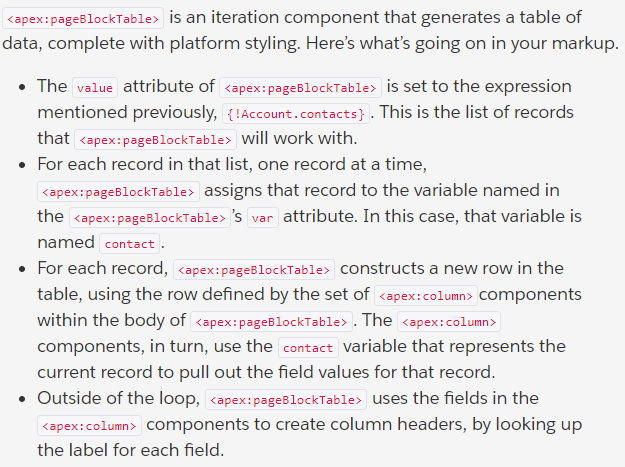 <apex:pageBlockTable> is an iteration component that generates a table of
data, complete with platform styling. Here's what's going on in your markup.
• The value attribute of <apex:pageBlockTable> is set to the expression
mentioned previously, {!Account.contacts}. This is the list of records
that <apex:pageBlockTable> will work with.
• For each record in that list, one record at a time,
<apex:pageBlockTable> assigns that record to the variable named in
the <apex:pageBlockTable>'s var attribute. In this case, that variable is
named contact.
• For each record, <apex:pageBlockTable> constructs a new row in the
table, using the row defined by the set of <apex:column> components
within the body of <apex:pageBlockTable>. The <apex:column>
components, in turn, use the contact variable that represents the
current record to pull out the field values for that record.
• Outside of the loop, <apex:pageBlockTable> uses the fields in the
<apex:column> components to create column headers, by looking up
the label for each field.